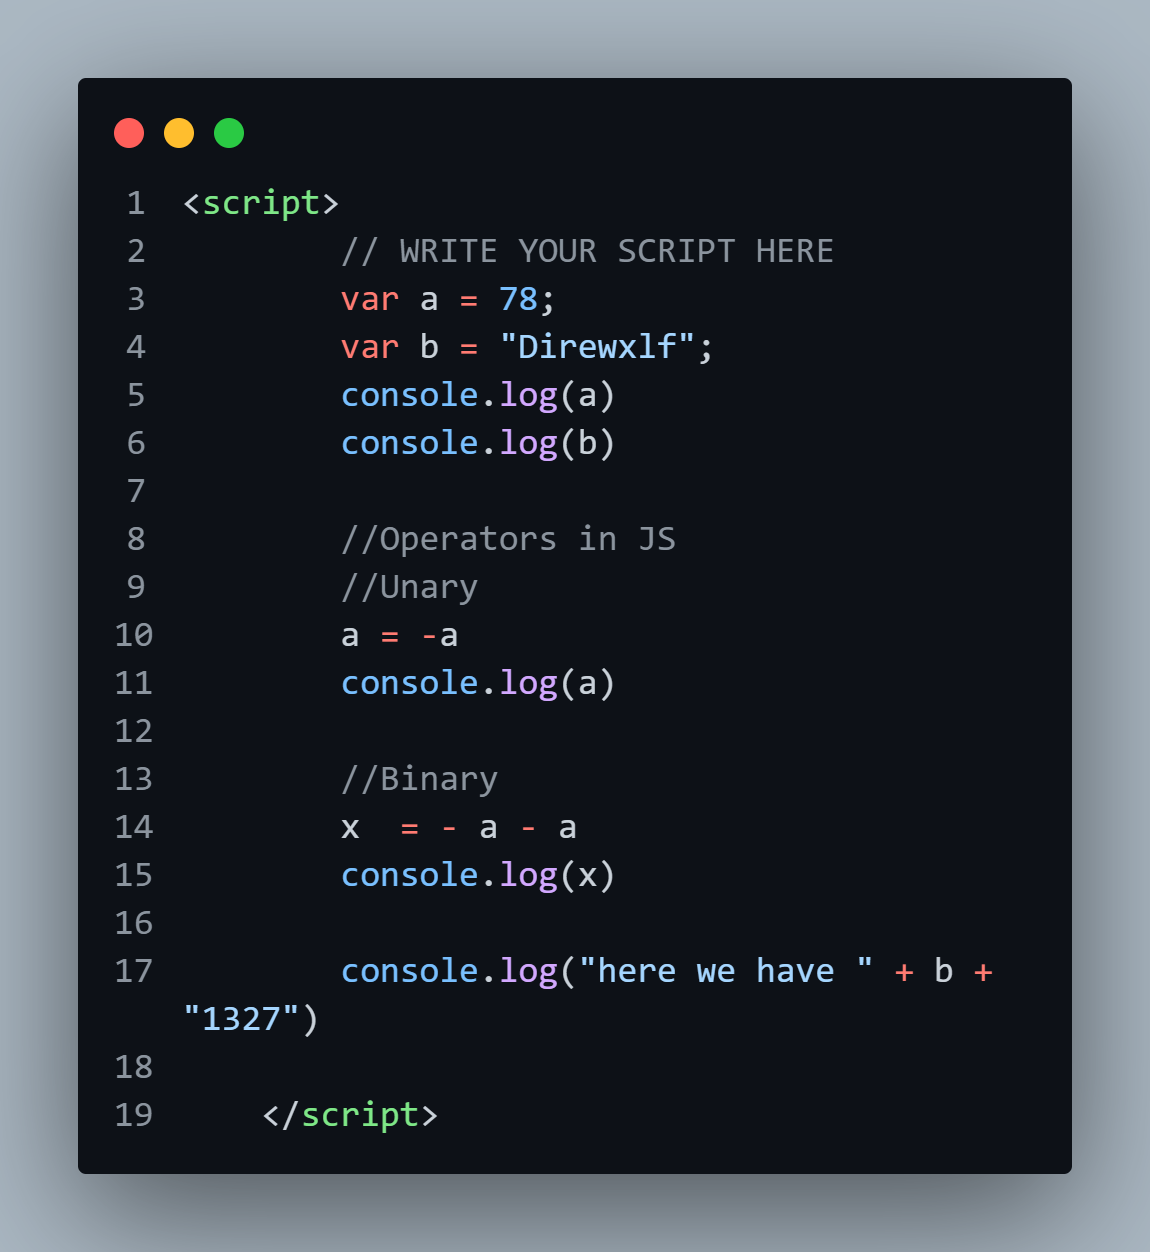 1 <script>
2 // WRITE YOUR SCRIPT HERE
3 var a = 78;
4 var b = "Direwxlf";
5 console.log(a)
6 console.log(b)
7
8 //Operators in JS
9 //Unary
10 a = -a
11 console.log(a)
12
13 //Binary
14 x  = - a - a
15 console.log(x)
16
17 console.log("here we have " + b +
"1327")
18
19 </script>